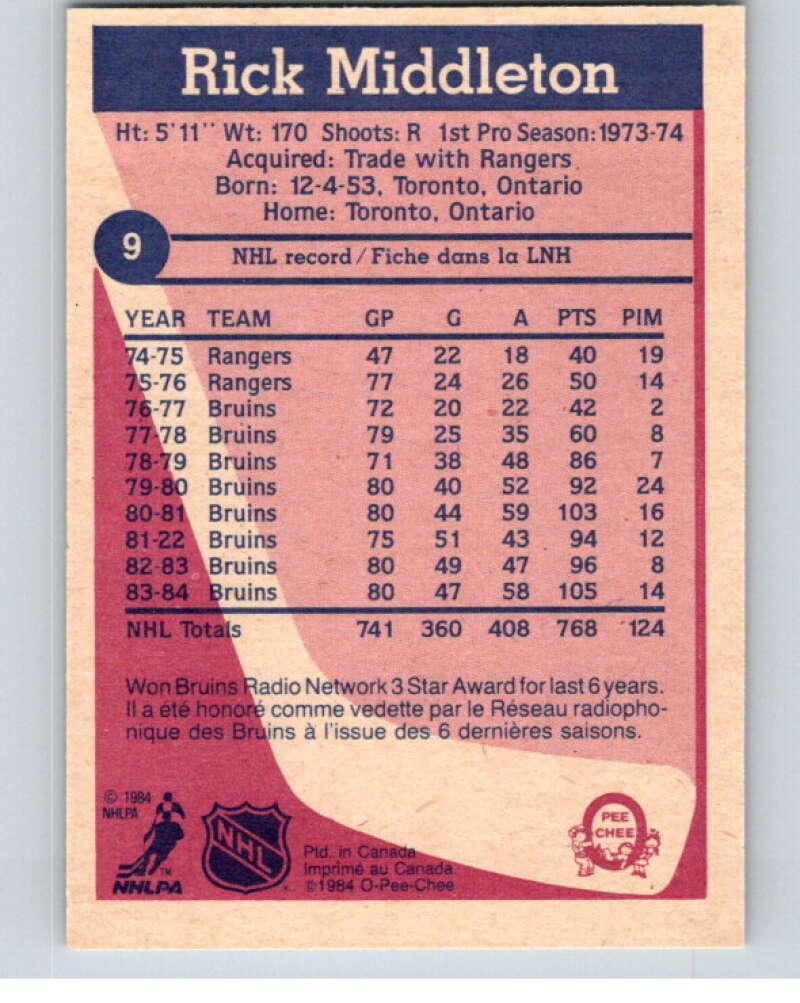 Rick Middleton
Ht: 5'11" Wt: 170 Shoots: R 1st Pro Season: 1973-74
Acquired: Trade with Rangers
Born: 12-4-53, Toronto, Ontario
Home: Toronto, Ontario
9
NHL record / Fiche dans la LNH
YEAR TEAM GP G A PTS PIM
74-75 Rangers 47 22 18 40 19
75-76 Rangers 77 24 26 50 14
76-77 Bruins 72 20 22 42 2
77-78 Bruins 79 25 35 60 8
78-79 Bruins 71 38 48 86 7
79-80 Bruins 80 40 52 92 24
80-81 Bruins 80 44 59 103 16
81-22 Bruins 75 51 43 94 12
82-83 Bruins 80 49 47 96 8
83-84 Bruins 80 47 58 105 14
NHL Totals 741 360 408 768 124
Won Bruins Radio Network 3 Star Award for last 6 years.
Il a été honoré comme vedette par le Réseau radiopho-
nique des Bruins à l'issue des 6 dernières saisons.
© 1984
NHLPA
TM
NHLPA
NHL
Ptd. in Canada
Imprimé au Canada
©1984 O-Pee-Chee
O
PEE
CHEE